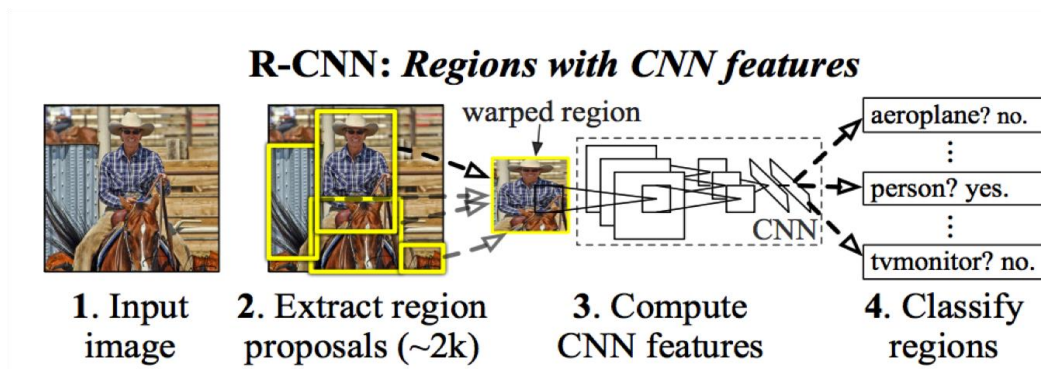 R-CNN: Regions with CNN features
warped region
aeroplane? no.
⋮
person? yes.
⋮
tvmonitor? no.
CNN
1. Input
image
2. Extract region
proposals (~2k)
3. Compute
CNN features
4. Classify
regions